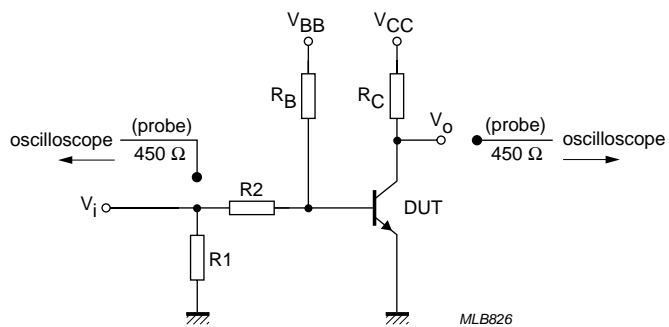 VBB
VCC
RB
RC
(probe)
oscilloscope
450 Ω
Vo
(probe)
oscilloscope
450 Ω
Vi
R2
DUT
R1
MLB826